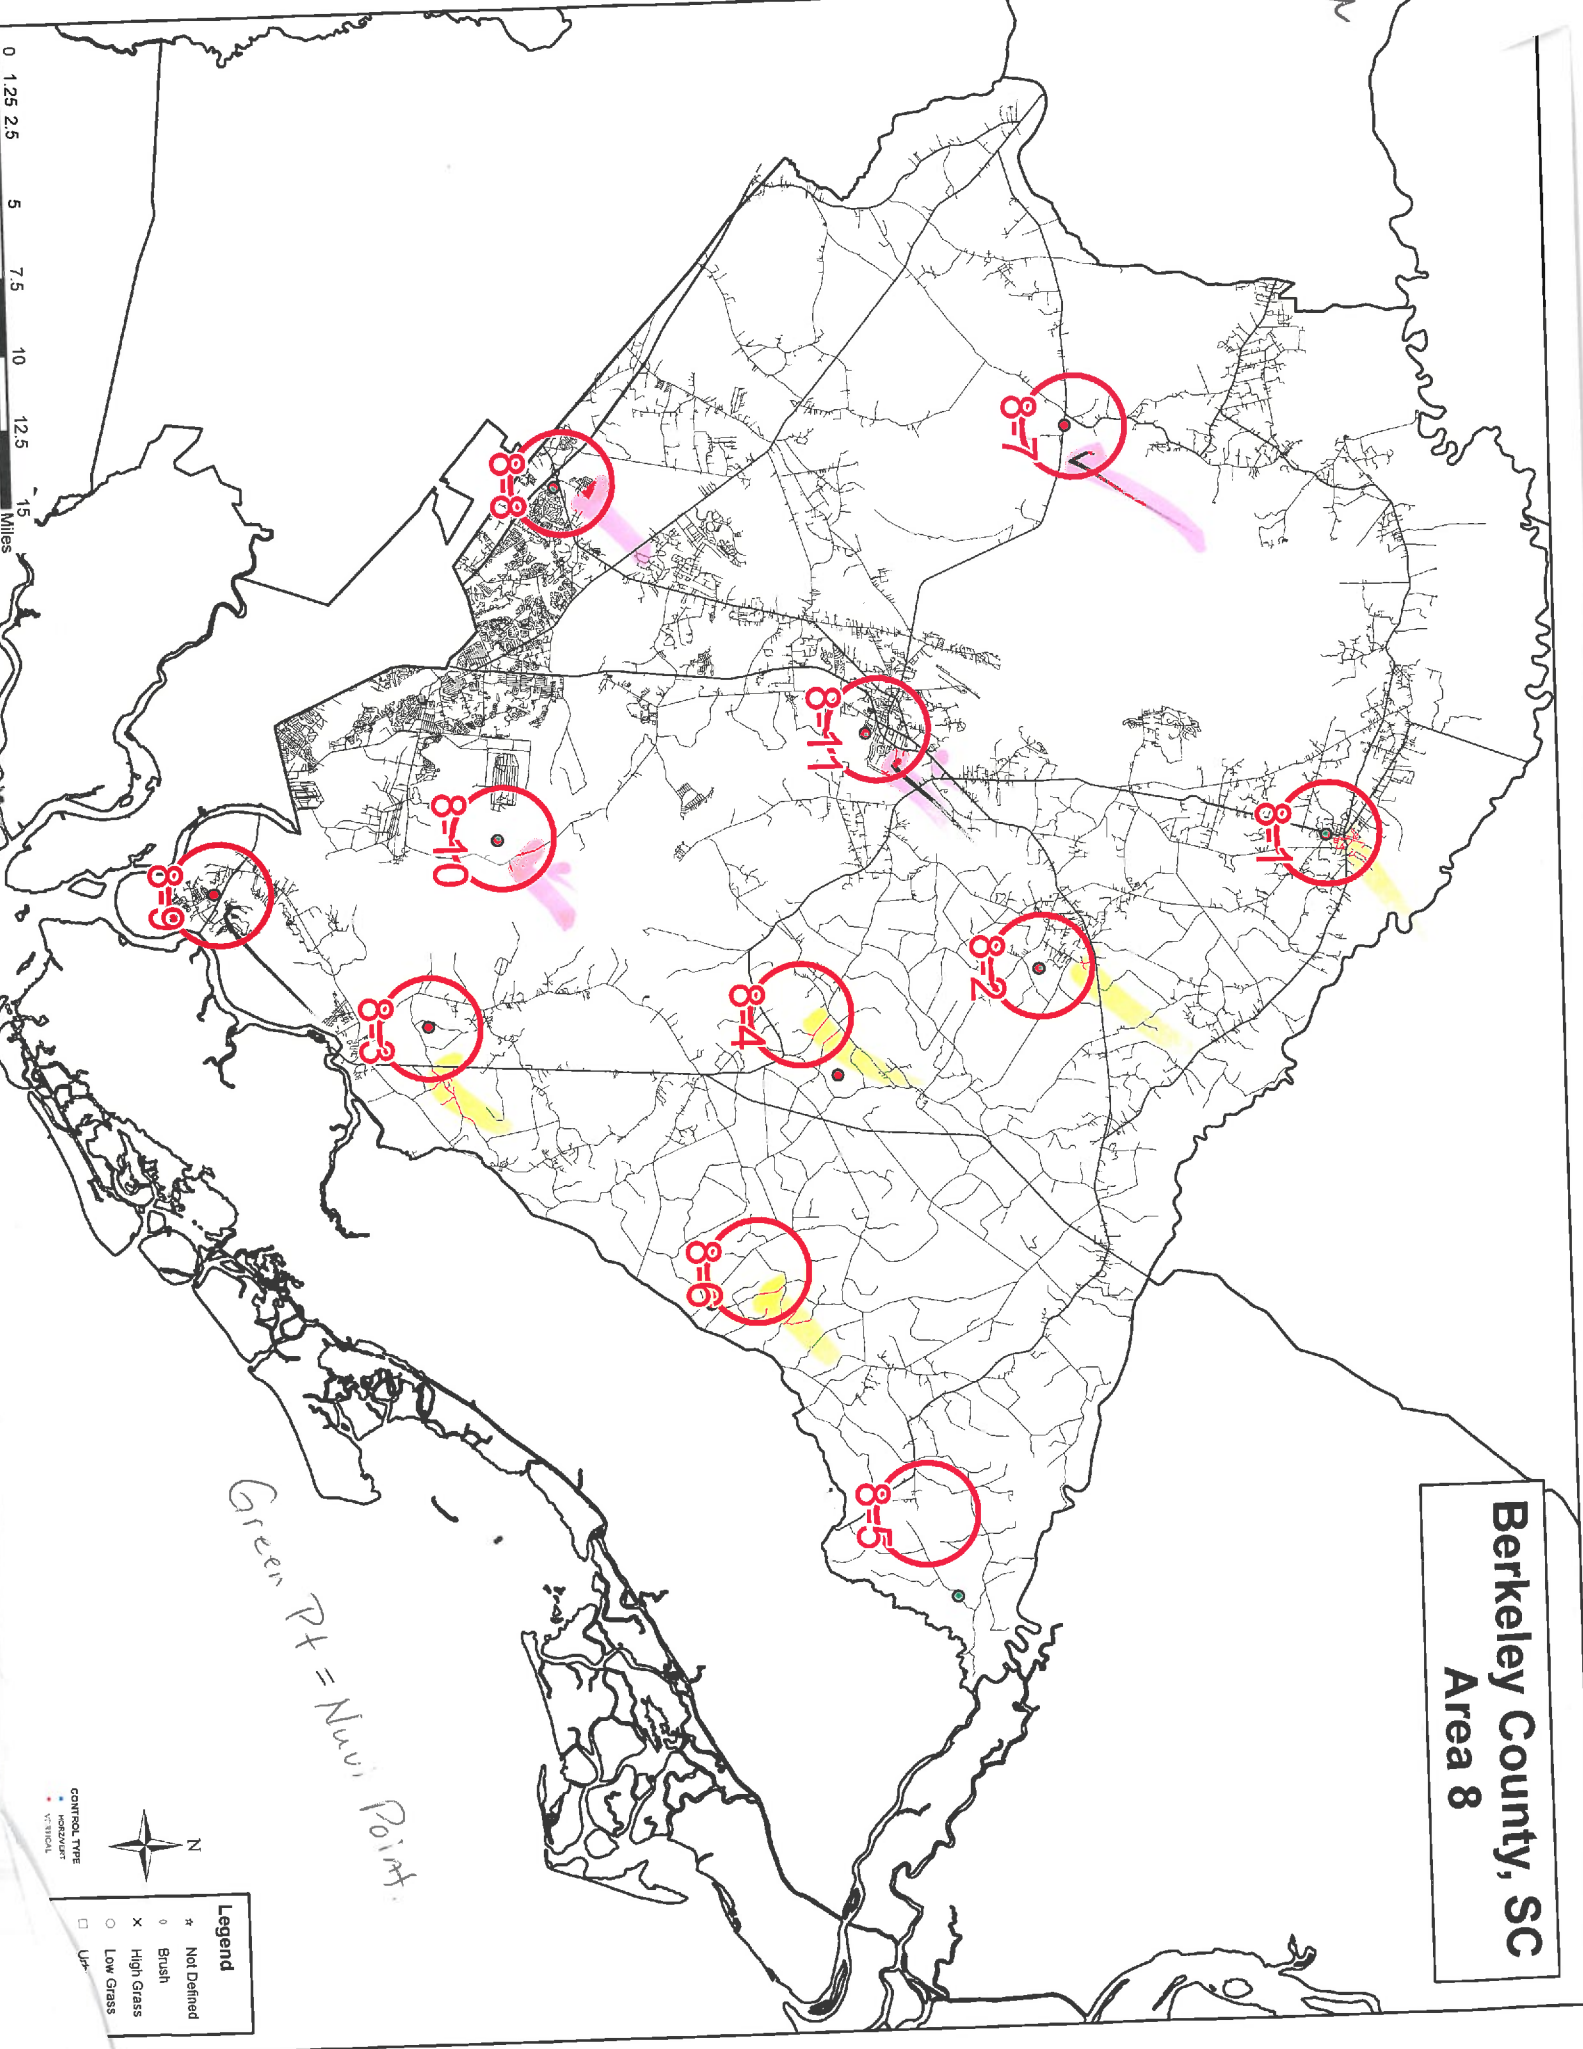 Berkeley County, SC
Area 8
8-1
8-7
8-2
8-11
8-5
8-4
8-6
8-8
8-10
8-3
8-9
Green Pt = Nuvi Point.
N
CONTROL TYPE
HORZ/VERT
VERTICAL
Legend
Not Defined
Brush
High Grass
Low Grass
0 1.25 2.5 5 7.5 10 12.5 15
Miles